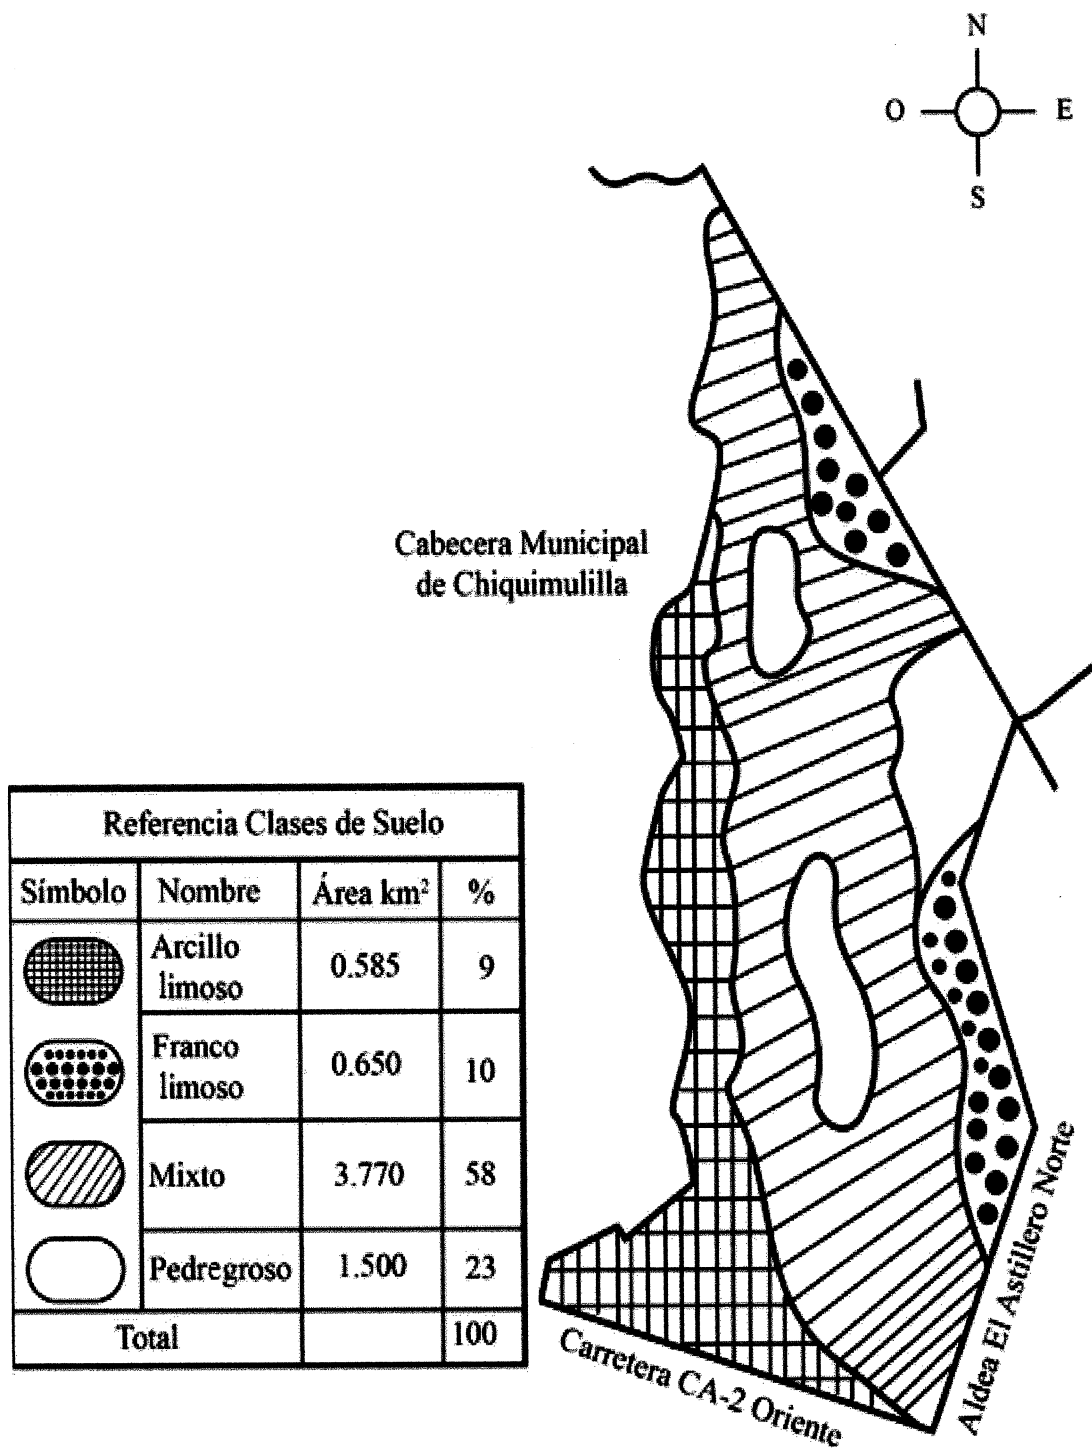 N
O E
S
Cabecera Municipal
de Chiquimulilla
Referencia Clases de Suelo
Símbolo Nombre Área km² %
Arcillo
limoso 0.585 9
Franco
limoso 0.650 10
Mixto 3.770 58
Pedregroso 1.500 23
Total 100
Carretera CA-2 Oriente
Aldea El Astillero Norte